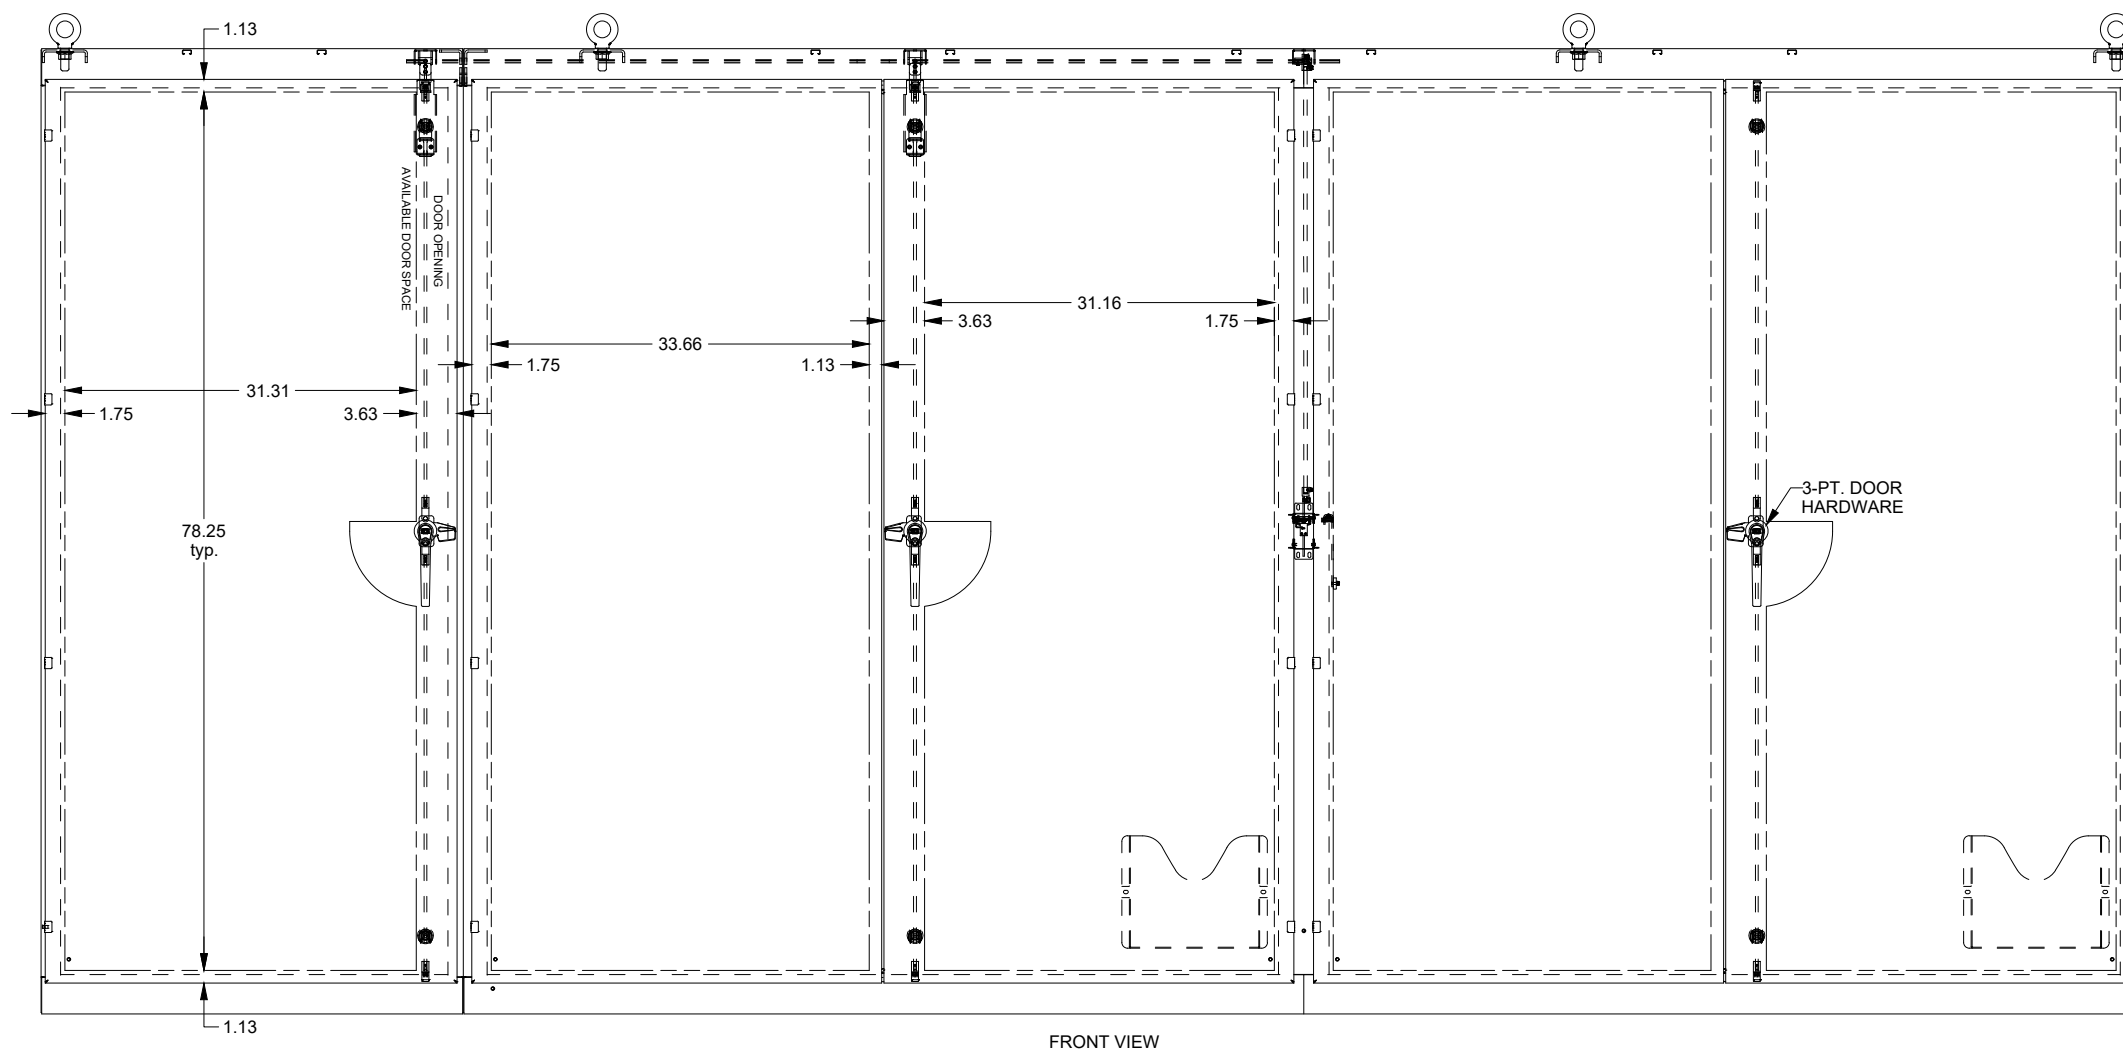 1.13
AVAILABLE DOOR SPACE
DOOR OPENING
31.16
3.63
1.75
33.66
1.75
1.13
31.31
1.75
3.63
3-PT. DOOR
HARDWARE
78.25
typ.
1.13
FRONT VIEW